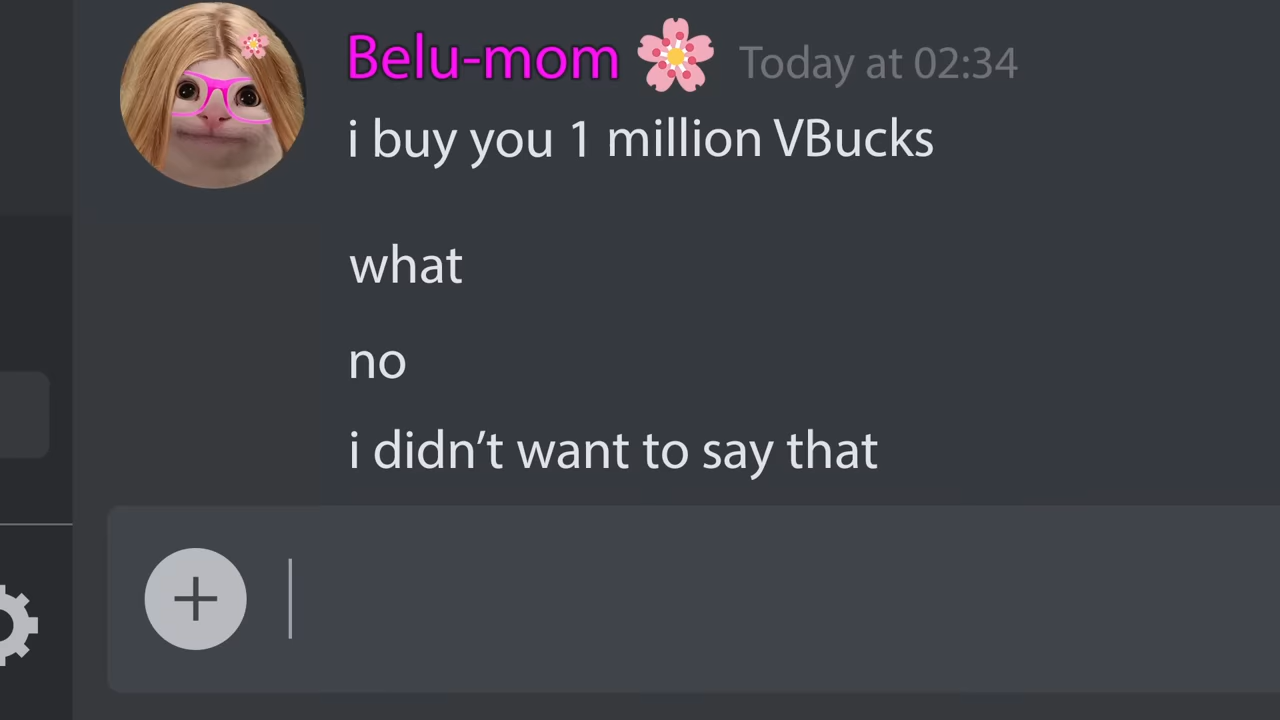 Belu-mom 🌸 Today at 02:34
i buy you 1 million VBucks
what
no
i didn’t want to say that